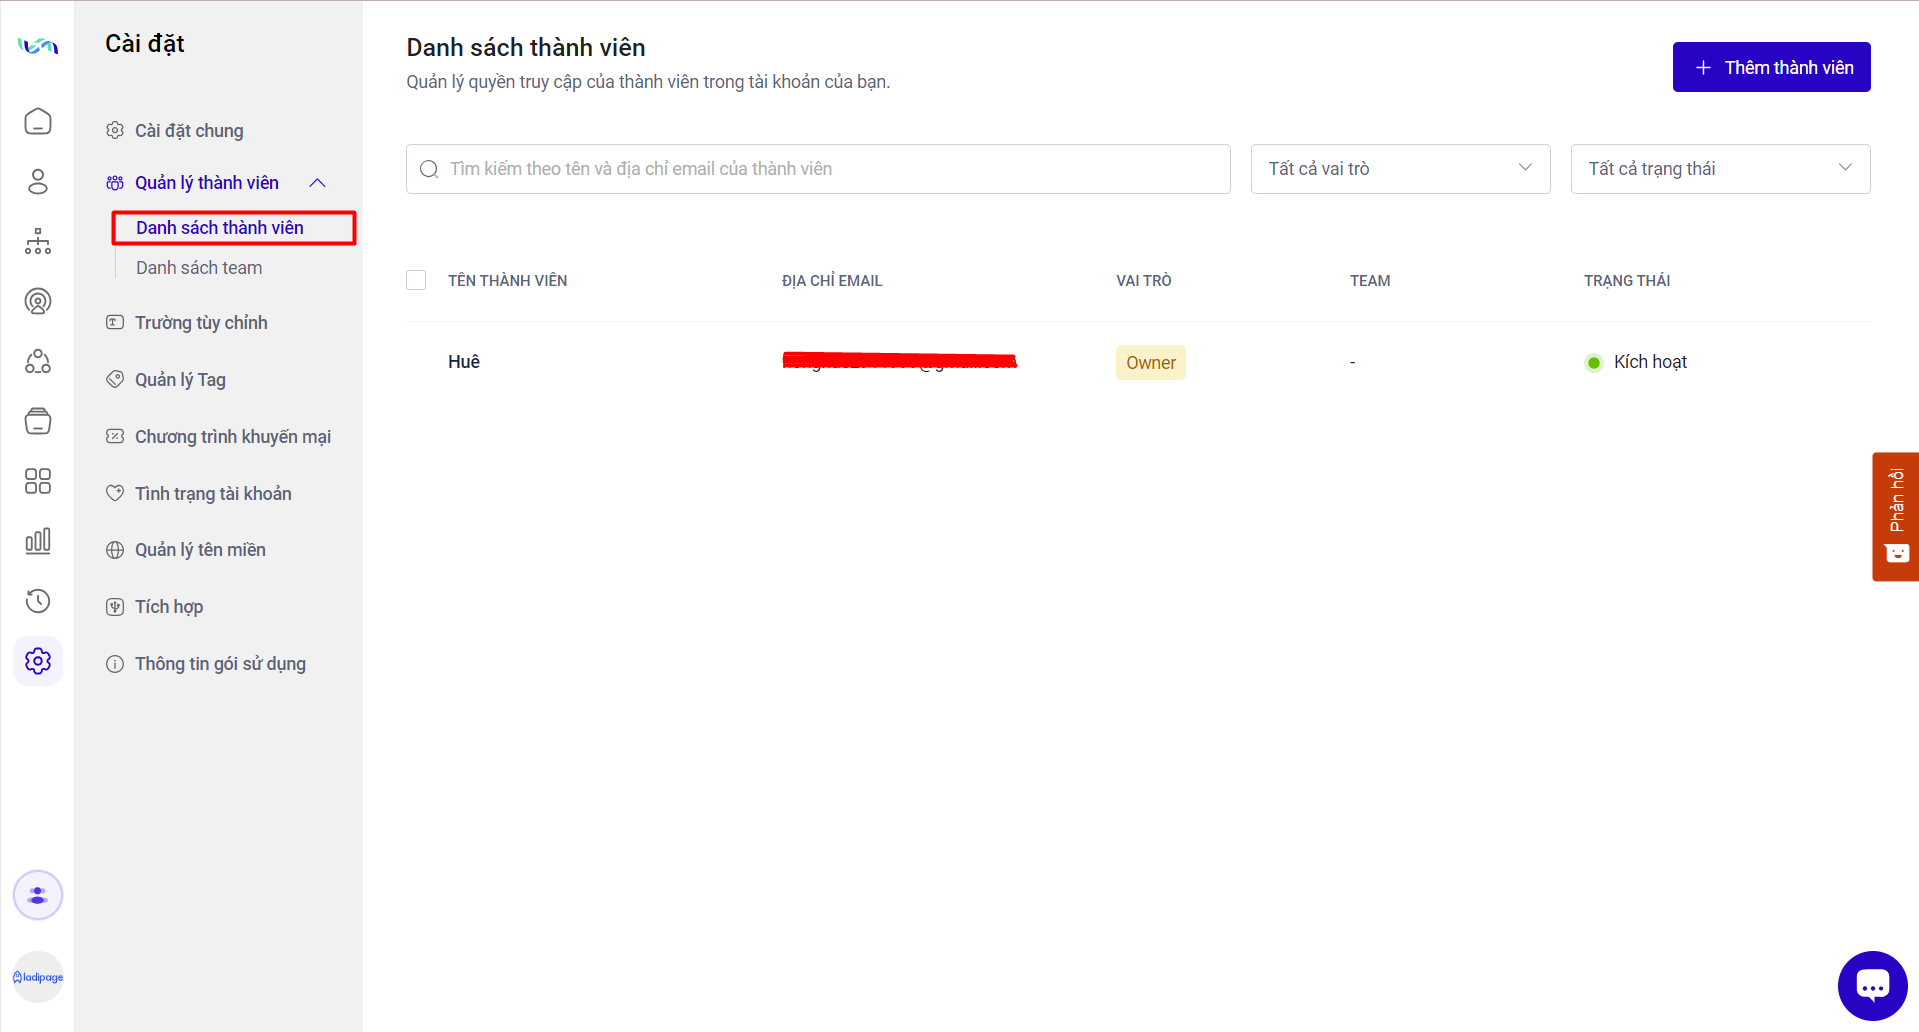 Cài đặt
Cài đặt chung
Quản lý thành viên
Danh sách thành viên
Danh sách team
Trường tùy chỉnh
Quản lý Tag
Chương trình khuyến mại
Tình trạng tài khoản
Quản lý tên miền
Tích hợp
Thông tin gói sử dụng
ladipage
Danh sách thành viên
Quản lý quyền truy cập của thành viên trong tài khoản của bạn.
Thêm thành viên
Tìm kiếm theo tên và địa chỉ email của thành viên
Tất cả vai trò
Tất cả trạng thái
TÊN THÀNH VIÊN ĐỊA CHỈ EMAIL VAI TRÒ TEAM TRẠNG THÁI
Huê Owner - Kích hoạt
Phản hồi